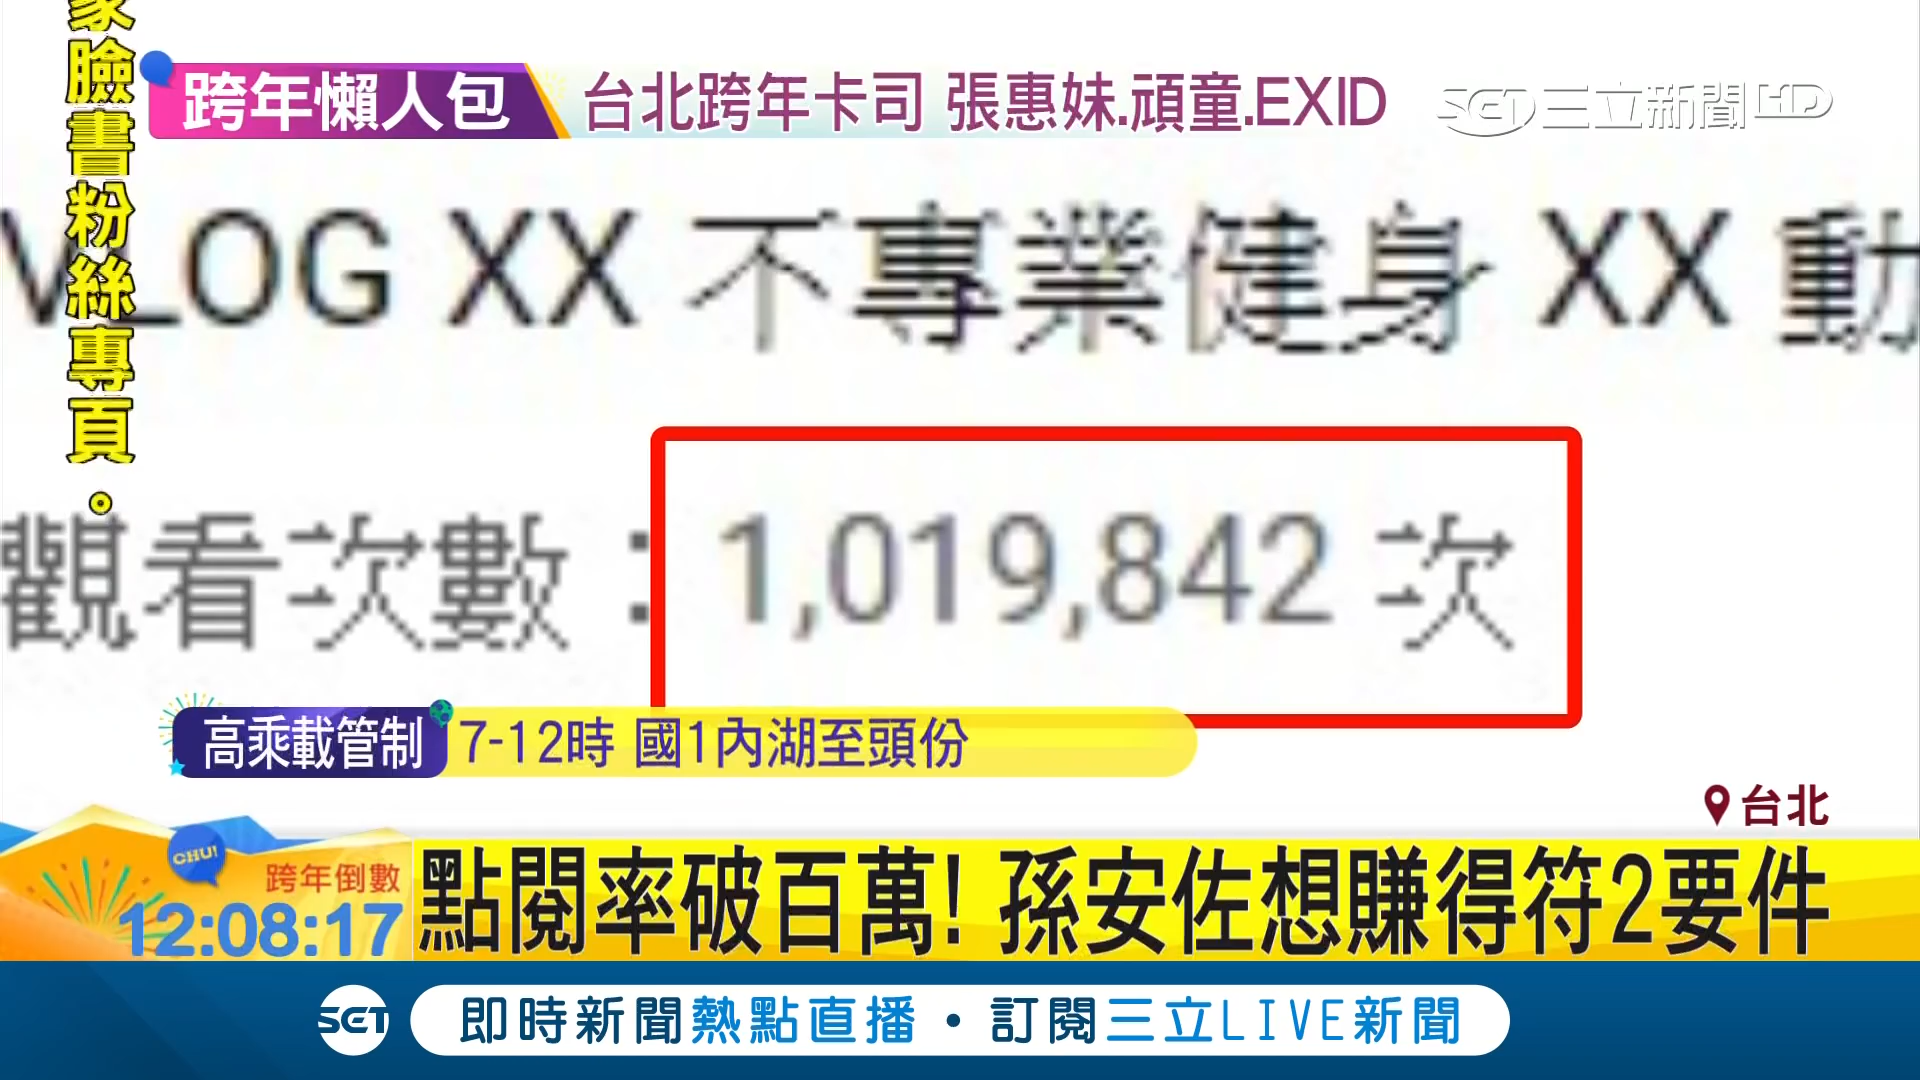 家臉書粉絲專頁。
跨年懶人包 台北跨年卡司 張惠妹.頑童.EXID
SET三立新聞HD
VLOG XX 不專業健身 XX 動
觀看次數：1,019,842 次
高乘載管制 7-12時 國1內湖至頭份
台北
CHU!
跨年倒數
12:08:17
點閱率破百萬! 孫安佐想賺得符2要件
SET 即時新聞熱點直播・訂閱三立LIVE新聞